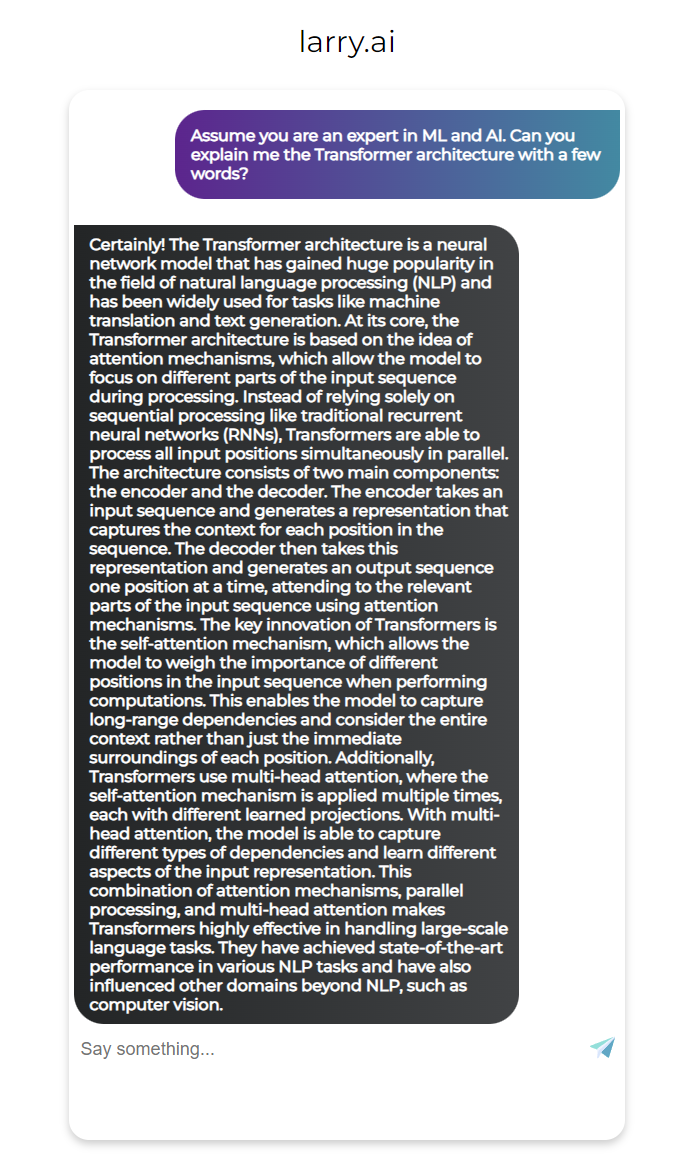 larry.ai
Assume you are an expert in ML and AI. Can you
explain me the Transformer architecture with a few
words?
Certainly! The Transformer architecture is a neural
network model that has gained huge popularity in
the field of natural language processing (NLP) and
has been widely used for tasks like machine
translation and text generation. At its core, the
Transformer architecture is based on the idea of
attention mechanisms, which allow the model to
focus on different parts of the input sequence
during processing. Instead of relying solely on
sequential processing like traditional recurrent
neural networks (RNNs), Transformers are able to
process all input positions simultaneously in parallel.
The architecture consists of two main components:
the encoder and the decoder. The encoder takes an
input sequence and generates a representation that
captures the context for each position in the
sequence. The decoder then takes this
representation and generates an output sequence
one position at a time, attending to the relevant
parts of the input sequence using attention
mechanisms. The key innovation of Transformers is
the self-attention mechanism, which allows the
model to weigh the importance of different
positions in the input sequence when performing
computations. This enables the model to capture
long-range dependencies and consider the entire
context rather than just the immediate
surroundings of each position. Additionally,
Transformers use multi-head attention, where the
self-attention mechanism is applied multiple times,
each with different learned projections. With multi-
head attention, the model is able to capture
different types of dependencies and learn different
aspects of the input representation. This
combination of attention mechanisms, parallel
processing, and multi-head attention makes
Transformers highly effective in handling large-scale
language tasks. They have achieved state-of-the-art
performance in various NLP tasks and have also
influenced other domains beyond NLP, such as
computer vision.
Say something...